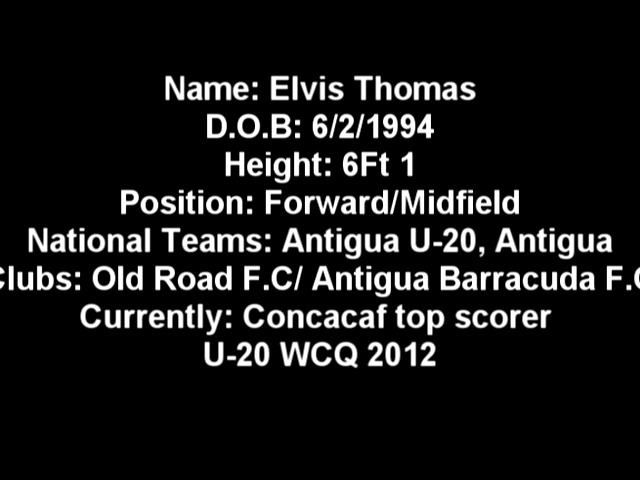 Name: Elvis Thomas
D.O.B: 6/2/1994
Height: 6Ft 1
Position: Forward/Midfield
National Teams: Antigua U-20, Antigua
Clubs: Old Road F.C/ Antigua Barracuda F.C
Currently: Concacaf top scorer
U-20 WCQ 2012